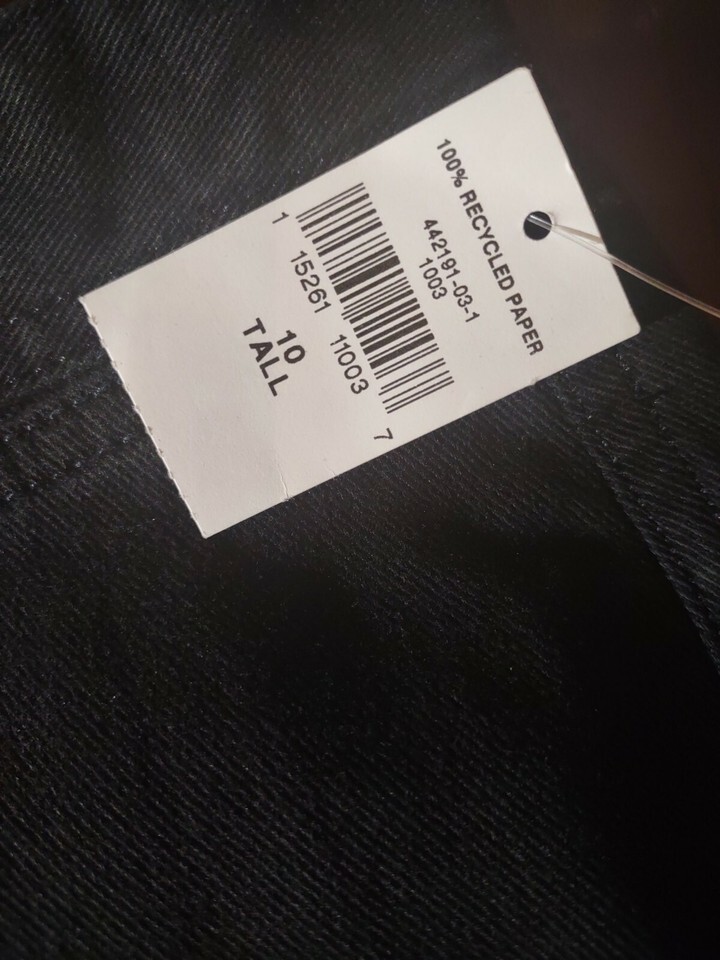 100% RECYCLED PAPER
442191-03-1
1003
1 15261 11003 7
10
TALL